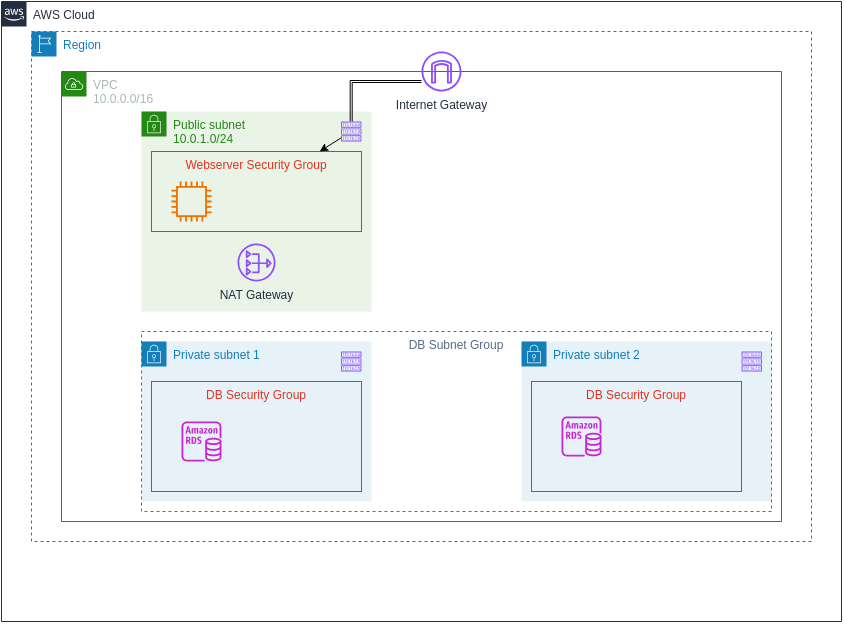 aws
AWS Cloud
Region
VPC
10.0.0.0/16
Internet Gateway
Public subnet
10.0.1.0/24
Webserver Security Group
NAT Gateway
DB Subnet Group
Private subnet 1
Private subnet 2
DB Security Group
DB Security Group
Amazon
RDS
Amazon
RDS